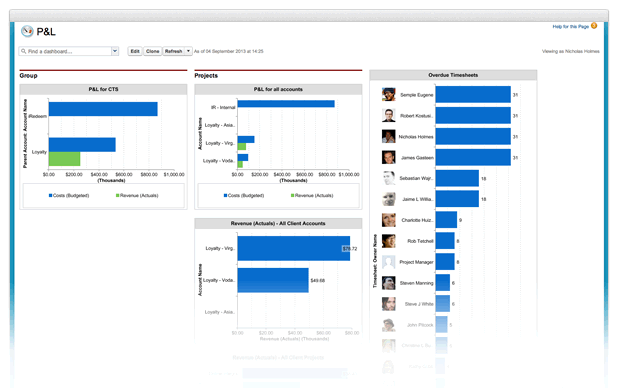 P&L
Help for this Page ?
Find a dashboard...
Edit Clone Refresh As of 04 September 2013 at 14:25
Viewing as Nicholas Holmes
Group
P&L for CTS
Parent Account: Account Name
iRedeem
Loyalty
$0.00 $200.00 $400.00 $600.00 $800.00 $1,000.00
(Thousands)
Costs (Budgeted) Revenue (Actuals)
Projects
P&L for all accounts
Account Name
IR - Internal
Loyalty - Asia...
Loyalty - Virg...
Loyalty - Voda...
$0.00 $200.00 $400.00 $600.00 $800.00 $1,000.00
(Thousands)
Costs (Budgeted) Revenue (Actuals)
Revenue (Actuals) - All Client Accounts
Account Name
Loyalty - Virg...
Loyalty - Voda...
$49.68
Loyalty - Asia...
$0.00 $20.00 $40.00 $60.00 $80.00
Revenue (Actuals) (Thousands)
Revenue (Actuals) - All Client Projects
Overdue Timesheets
Timesheet: Owner Name
Semple Eugene 31
Robert Kostusi... 31
Nicholas Holmes 31
James Gasteen 31
Sebastian Wajr... 18
Jaime L Willia... 18
Charlotte Huiz... 9
Rob Tatchell 8
Project Manager 8
Steven Manning 6
Steve J White 6
John Pilcock 5